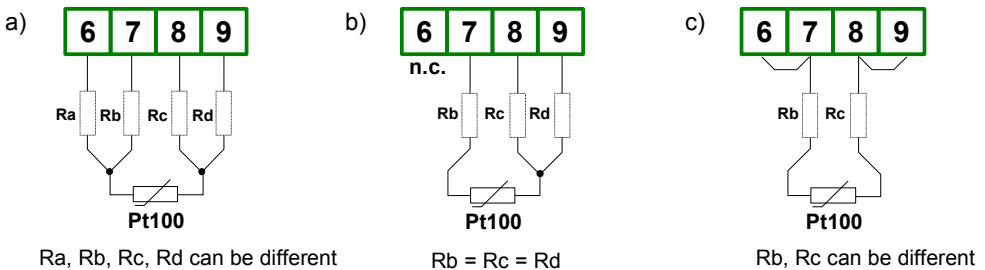 a)
6 7 8 9
Ra Rb Rc Rd
Pt100
Ra, Rb, Rc, Rd can be different
b)
6 7 8 9
n.c.
Rb Rc Rd
Pt100
Rb = Rc = Rd
c)
6 7 8 9
Rb Rc
Pt100
Rb, Rc can be different